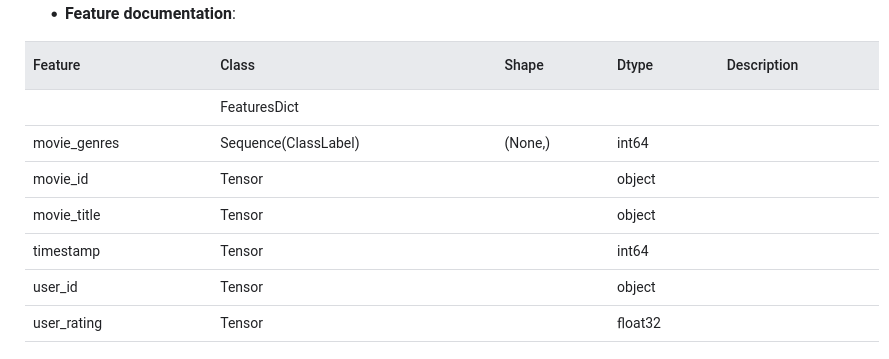 • Feature documentation:
Feature Class Shape Dtype Description
FeaturesDict
movie_genres Sequence(ClassLabel) (None,) int64
movie_id Tensor object
movie_title Tensor object
timestamp Tensor int64
user_id Tensor object
user_rating Tensor float32